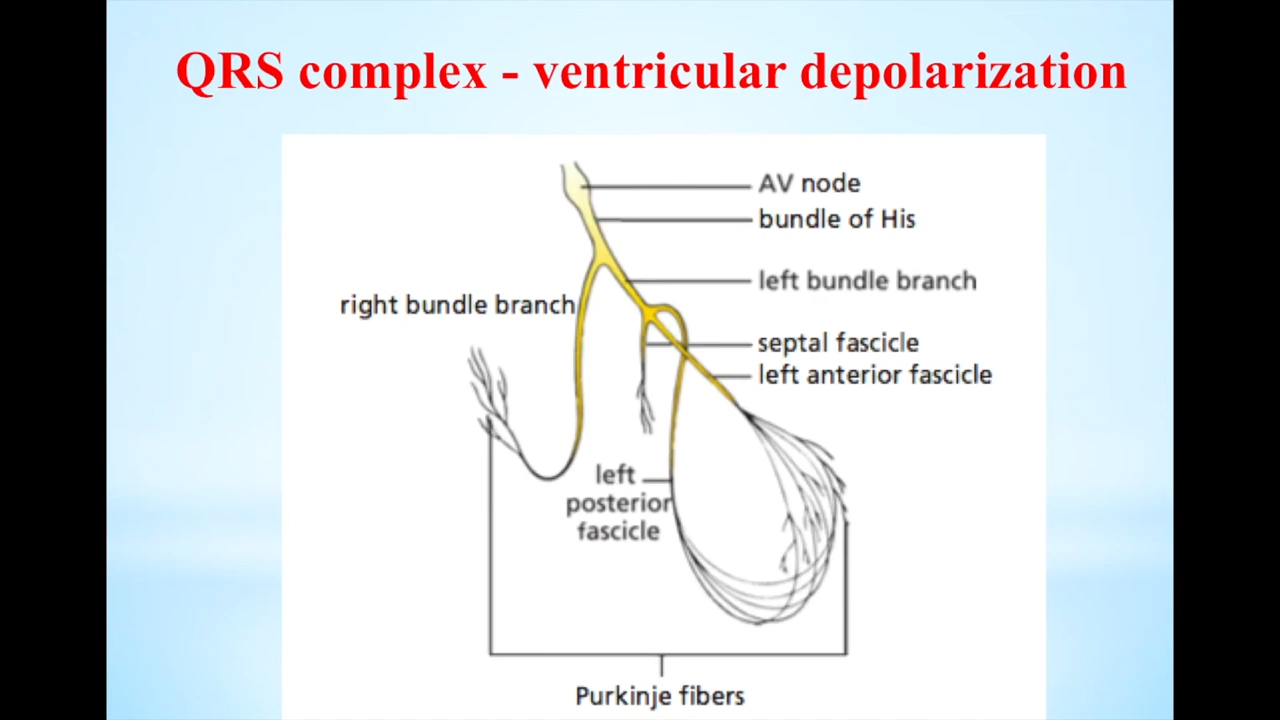 QRS complex - ventricular depolarization
AV node
bundle of His
left bundle branch
right bundle branch
septal fascicle
left anterior fascicle
left
posterior
fascicle
Purkinje fibers